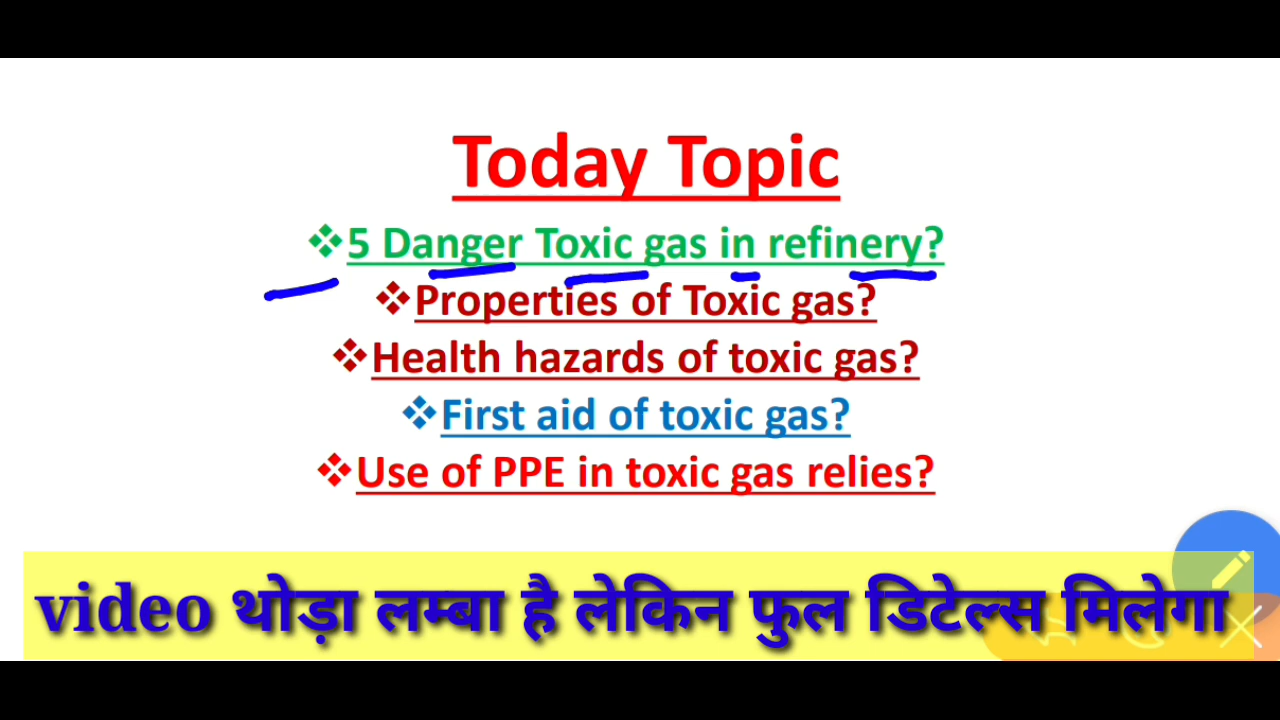 Today Topic
❖5 Danger Toxic gas in refinery?
❖Properties of Toxic gas?
❖Health hazards of toxic gas?
❖First aid of toxic gas?
❖Use of PPE in toxic gas relies?
video थोड़ा लम्बा है लेकिन फुल डिटेल्स मिलेगा